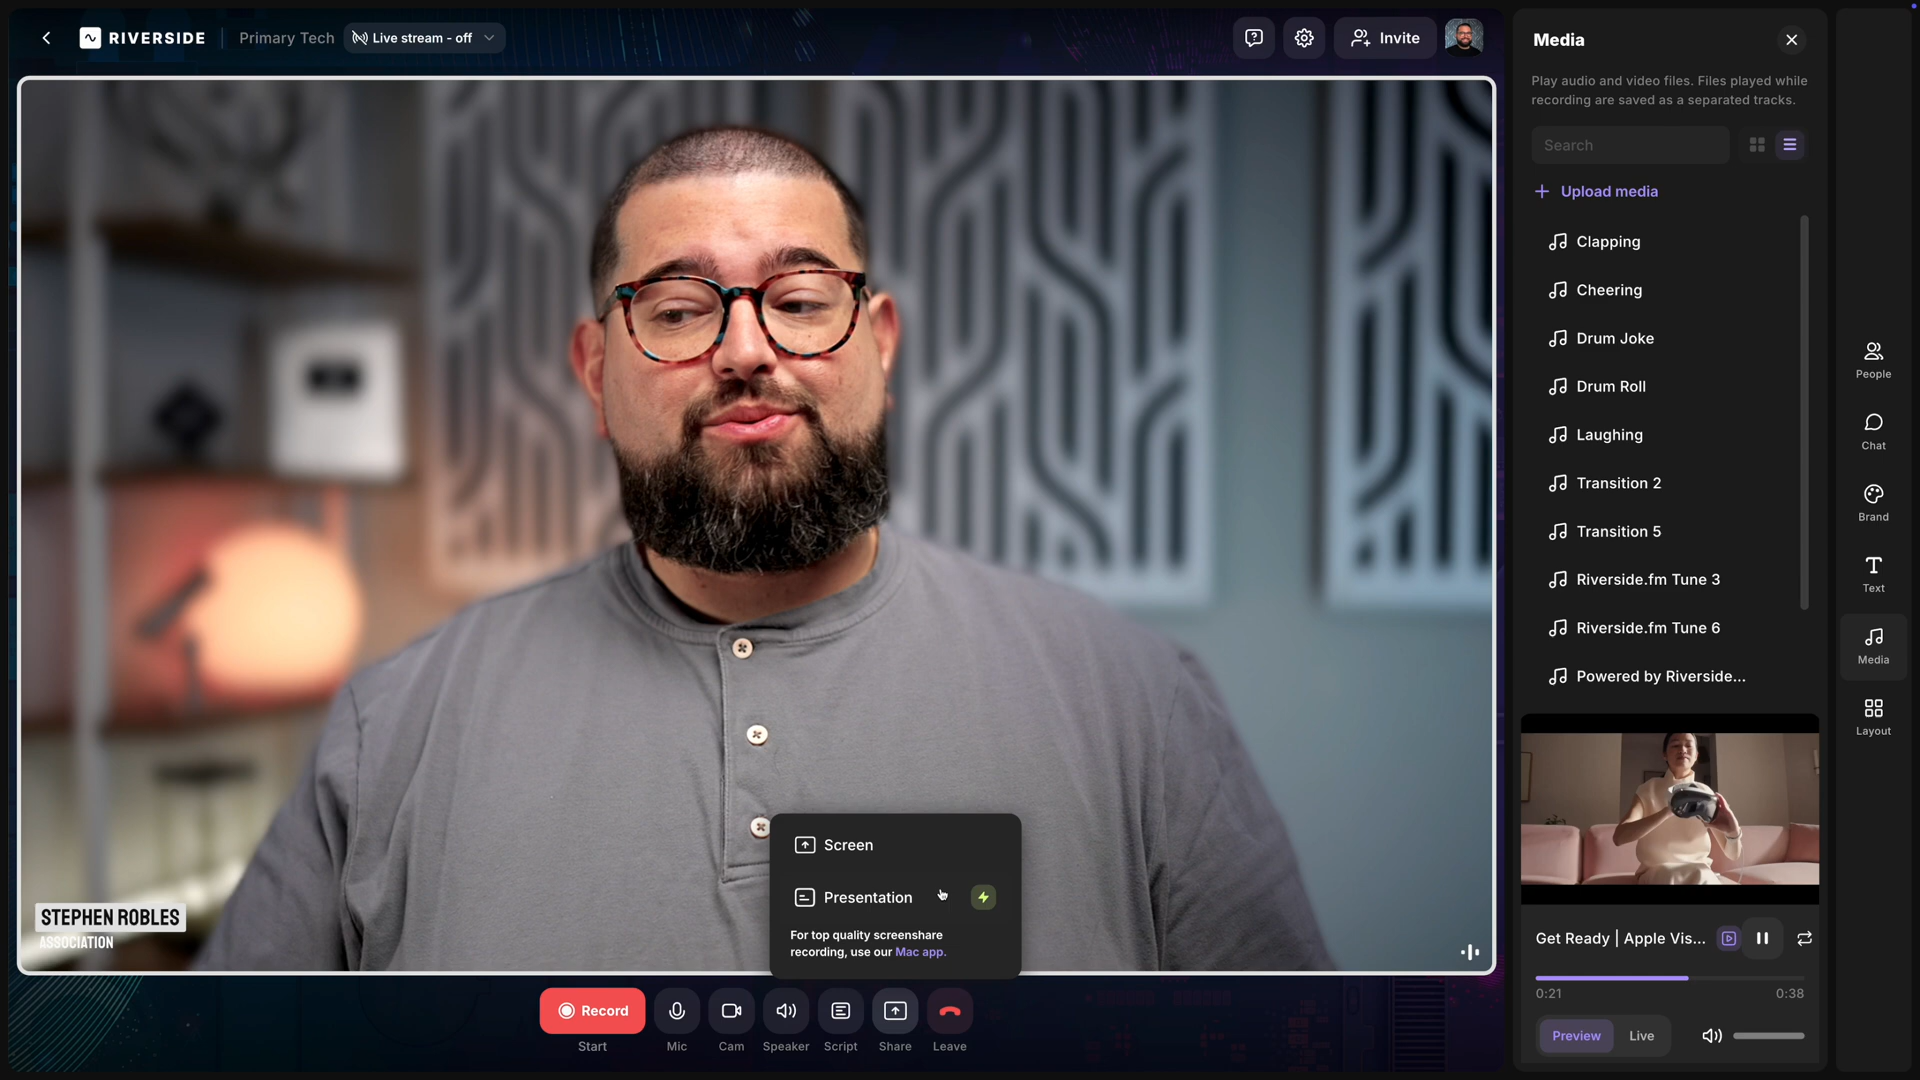 RIVERSIDE
Primary Tech
Live stream - off
Invite
STEPHEN ROBLES
ASSOCIATION
Screen
Presentation
For top quality screenshare
recording, use our Mac app.
Record
Start
Mic
Cam
Speaker
Script
Share
Leave
Media
Play audio and video files. Files played while
recording are saved as a separated tracks.
Search
Upload media
Clapping
Cheering
Drum Joke
Drum Roll
Laughing
Transition 2
Transition 5
Riverside.fm Tune 3
Riverside.fm Tune 6
Powered by Riverside...
Get Ready | Apple Vis...
0:21
0:38
Preview
Live
People
Chat
Brand
Text
Media
Layout